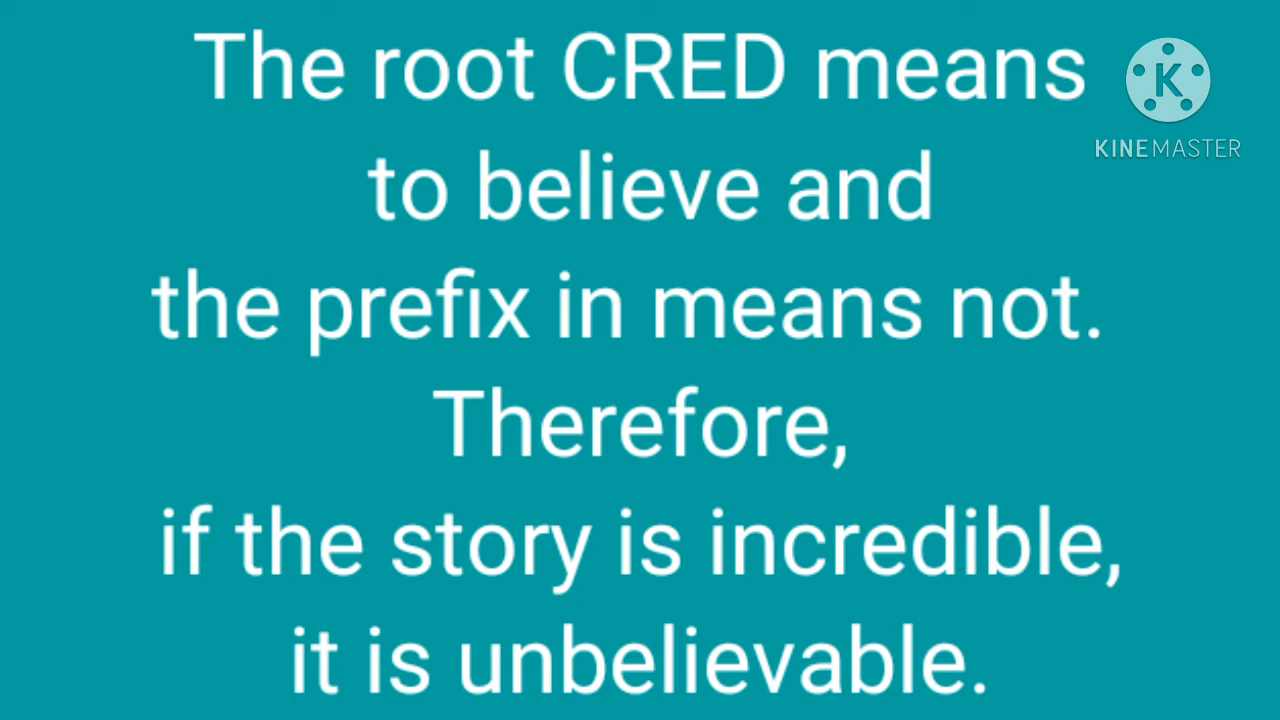 The root CRED means
to believe and
the prefix in means not.
Therefore,
if the story is incredible,
it is unbelievable.
K
KINEMASTER